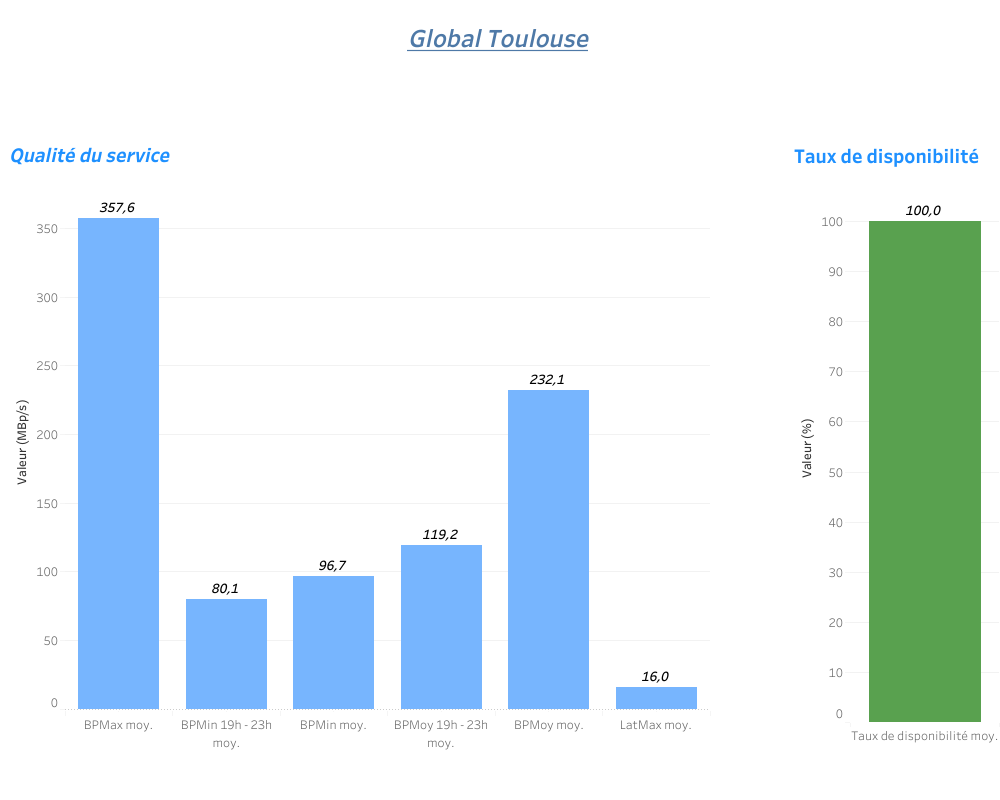 Global Toulouse
Qualité du service
Taux de disponibilité
357,6
350
300
250
200
150
100
50
0
Valeur (MBp/s)
80,1
96,7
119,2
232,1
16,0
BPMax moy.
BPMin 19h - 23h
moy.
BPMin moy.
BPMoy 19h - 23h
moy.
BPMoy moy.
LatMax moy.
100,0
100
90
80
70
60
50
40
30
20
10
0
Valeur (%)
Taux de disponibilité moy.